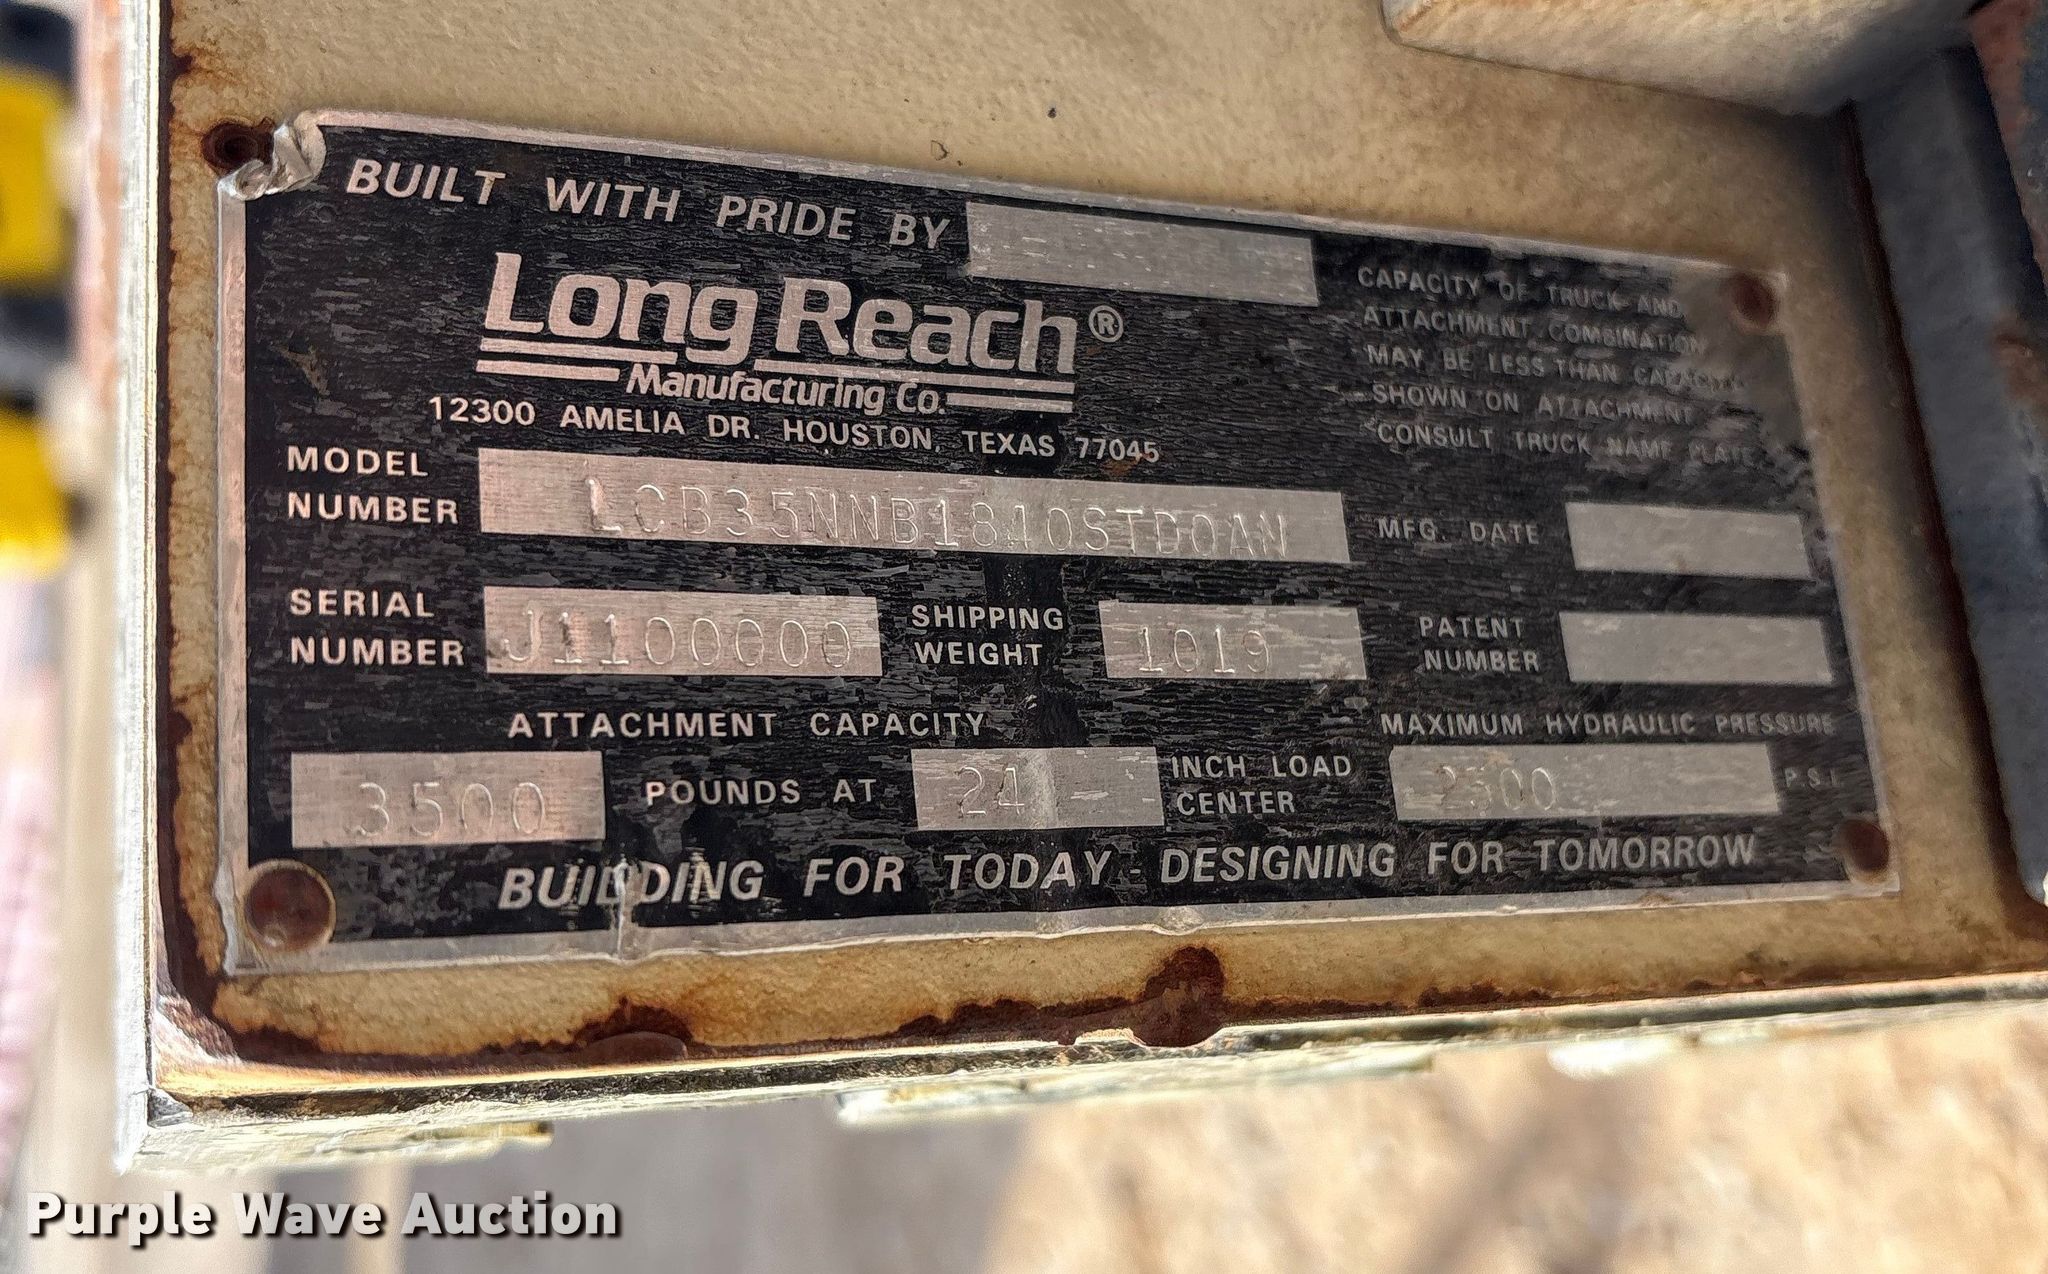 BUILT WITH PRIDE BY
Long Reach®
Manufacturing Co.
12300 AMELIA DR. HOUSTON, TEXAS 77045
CAPACITY OF TRUCK AND
ATTACHMENT COMBINATION
MAY BE LESS THAN CAPACITY
SHOWN ON ATTACHMENT
CONSULT TRUCK NAME PLATE
MODEL
NUMBER LCB35NNB1840STD0AN
MFG. DATE
SERIAL
NUMBER J1100000
SHIPPING
WEIGHT 1019
PATENT
NUMBER
ATTACHMENT CAPACITY
3500 POUNDS AT 24 INCH LOAD
CENTER
MAXIMUM HYDRAULIC PRESSURE
2500 P.S.I.
BUILDING FOR TODAY - DESIGNING FOR TOMORROW
Purple Wave Auction